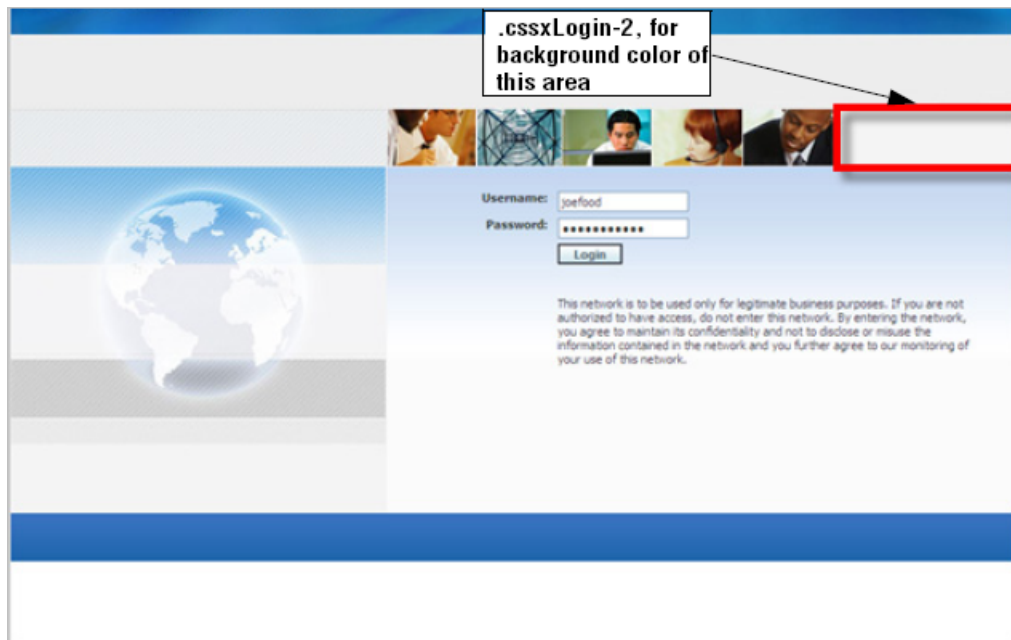 .cssxLogin-2, for
background color of
this area
Username: joefood
Password: ●●●●●●●●●●●
Login
This network is to be used only for legitimate business purposes. If you are not
authorized to have access, do not enter this network. By entering the network,
you agree to maintain its confidentiality and not to disclose or misuse the
information contained in the network and you further agree to our monitoring of
your use of this network.